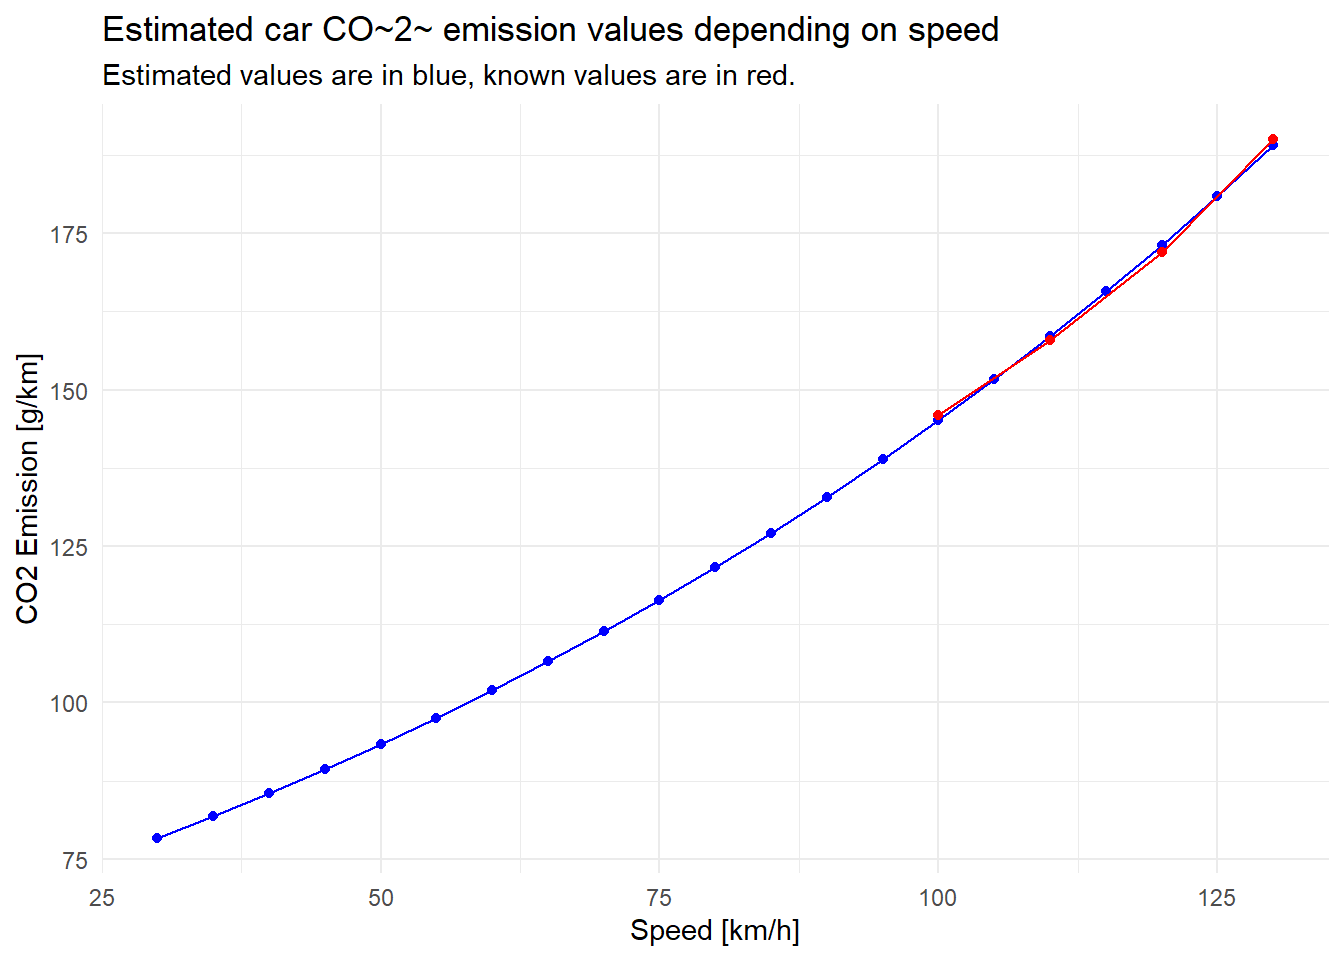 Estimated car CO~2~ emission values depending on speed
Estimated values are in blue, known values are in red.
CO2 Emission [g/km]
175
150
125
100
75
25
50
75
100
125
Speed [km/h]